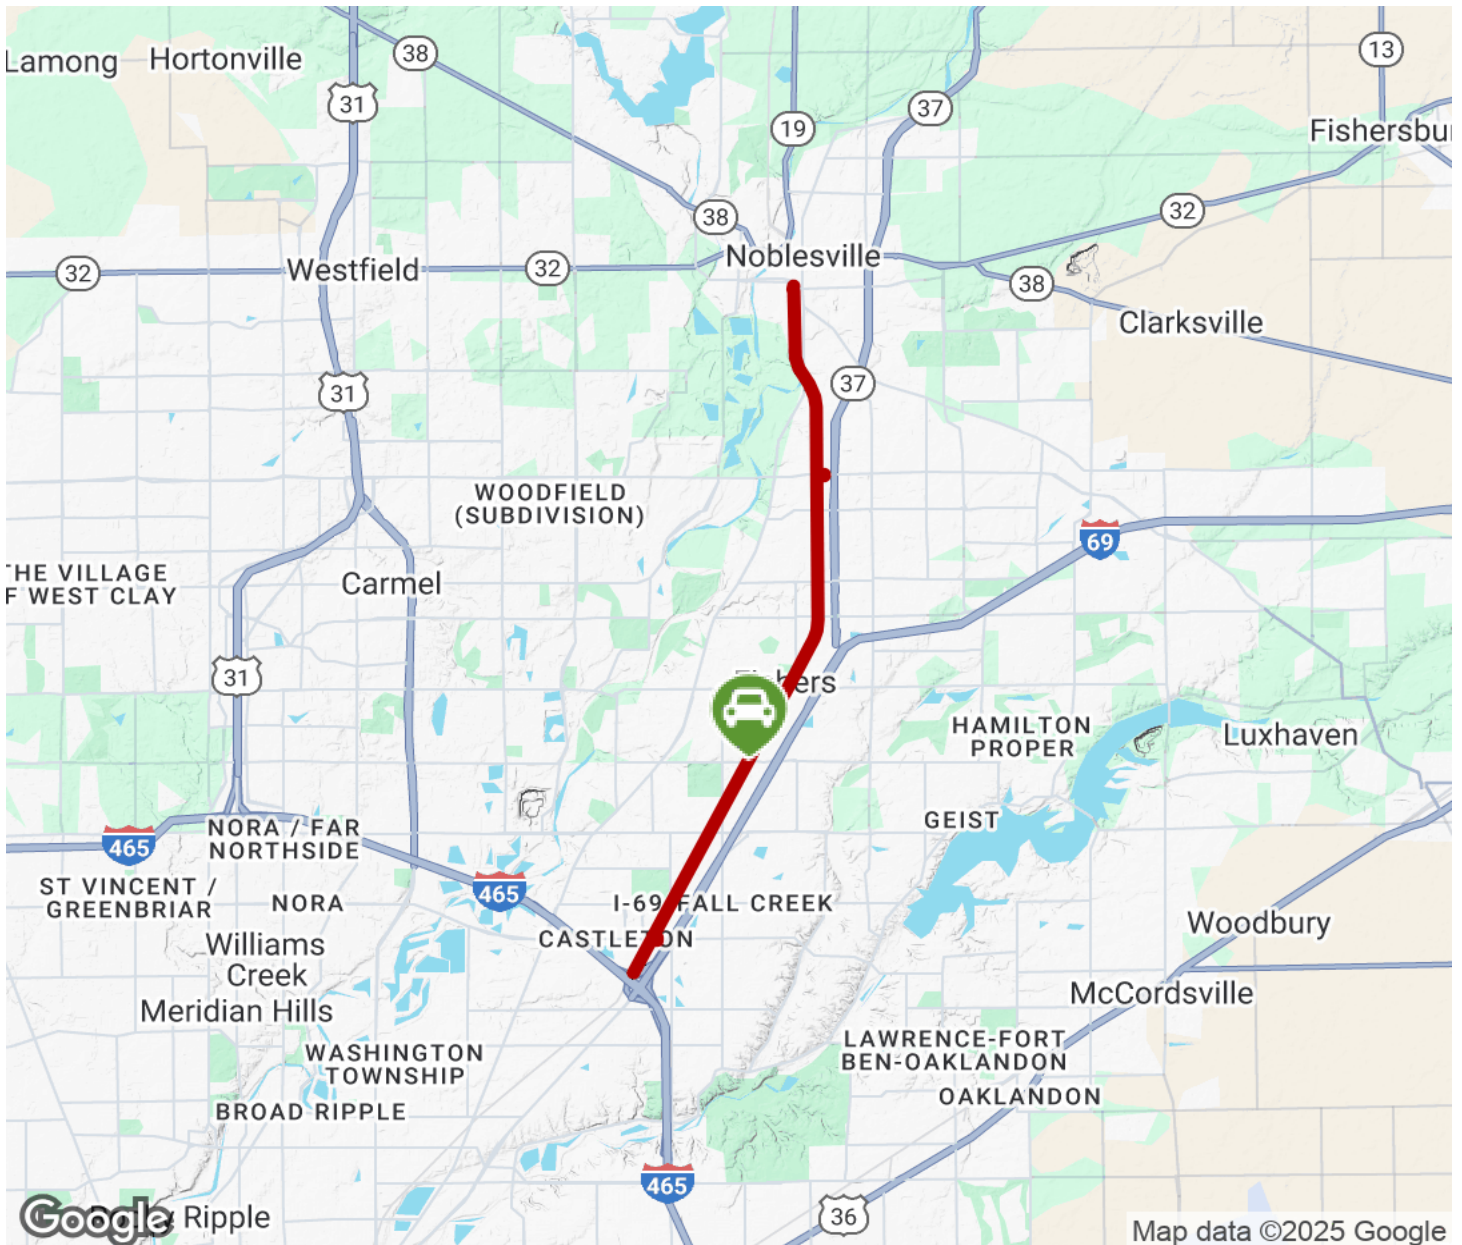 38
13
Lamong
Hortonville
31
37
19
Fishersbu
38
32
Noblesville
32
Westfield
32
38
Clarksville
31
37
WOODFIELD
(SUBDIVISION)
69
THE VILLAGE
F WEST CLAY
Carmel
31
hers
HAMILTON
PROPER
Luxhaven
NORA / FAR
NORTHSIDE
GEIST
465
ST VINCENT /
GREENBRIAR
NORA
465
I-69
FALL CREEK
CASTLETON
Woodbury
Williams
Creek
Meridian Hills
McCordsville
WASHINGTON
TOWNSHIP
LAWRENCE-FORT
BEN-OAKLANDON
BROAD RIPPLE
OAKLANDON
465
Google
Ripple
36
Map data ©2025 Google